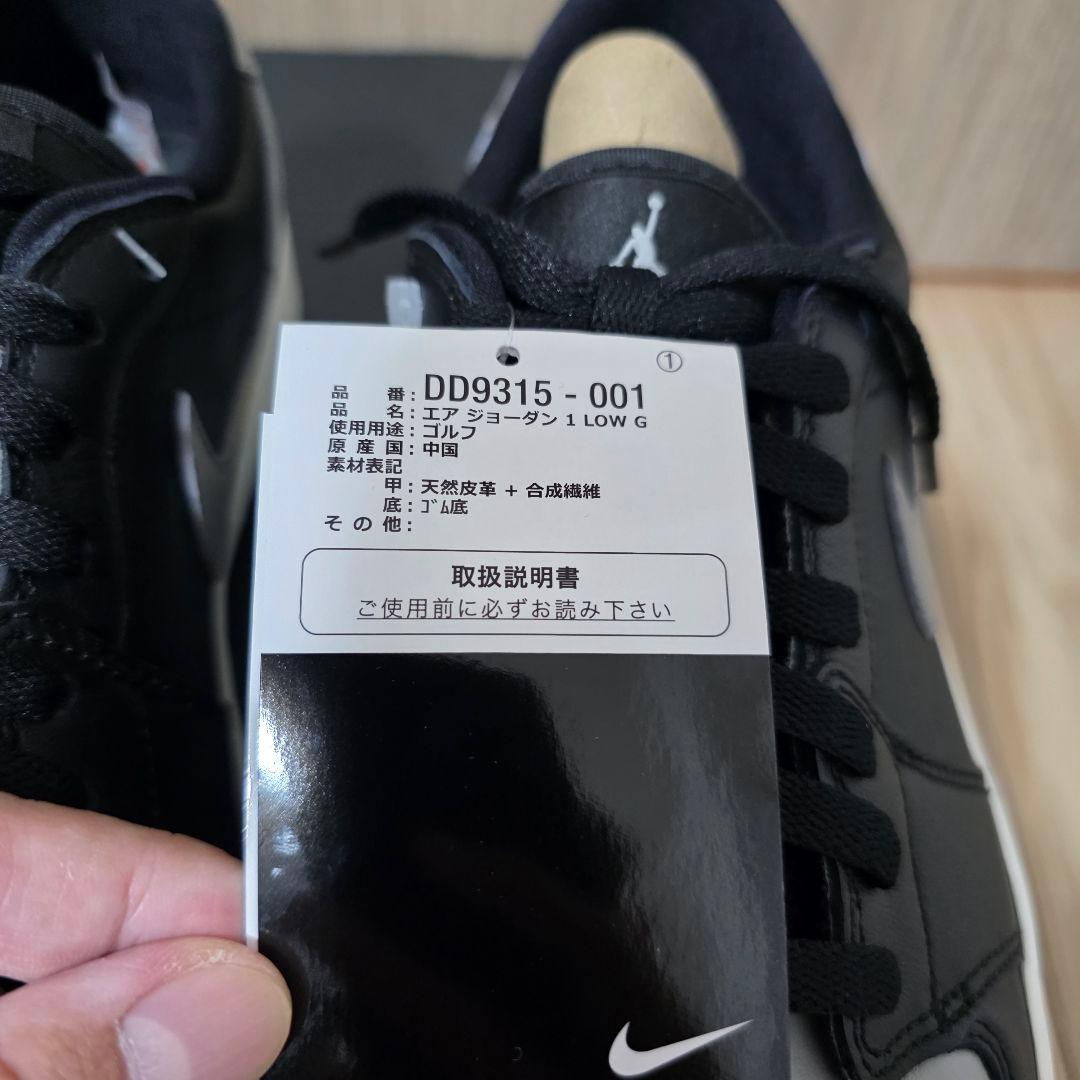 ①
品 番 : DD9315 - 001
品 名 : エア ジョーダン 1 LOW G
使用用途 : ゴルフ
原 産 国 : 中国
素材表記
甲 : 天然皮革 + 合成繊維
底 : ｺﾞﾑ底
そ の 他 :
取扱説明書
ご使用前に必ずお読み下さい